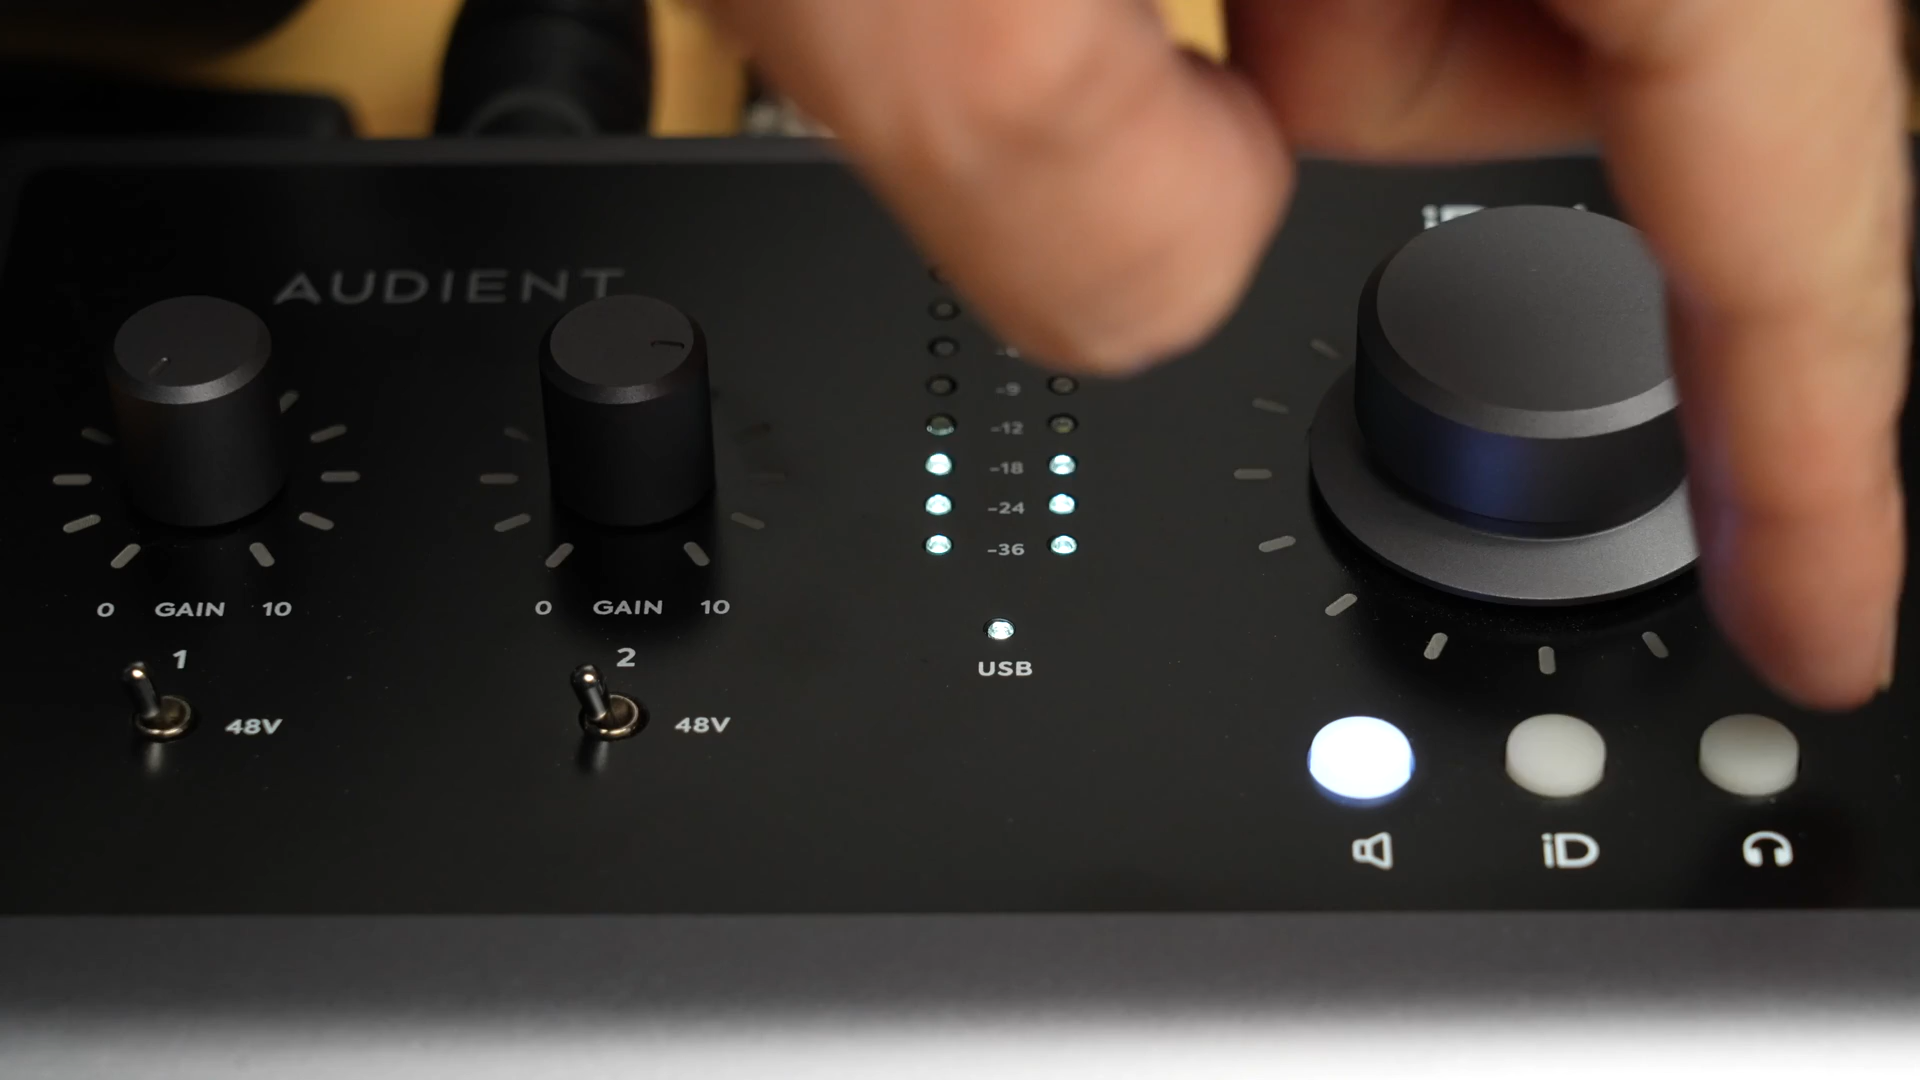 AUDIENT
-9
-12
-18
-24
-36
0 GAIN 10
0 GAIN 10
1
2
USB
48V
48V
iD